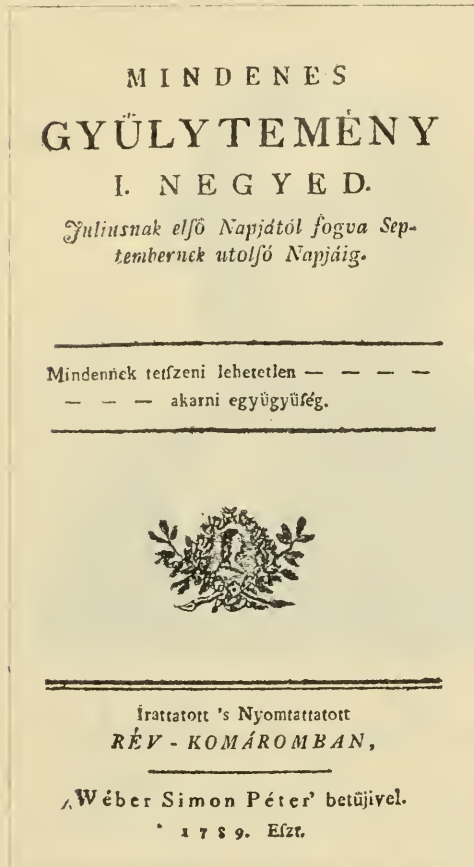 MINDENES
GYŰLYTEMÉNY
I. NEGYED.
Juliusnak elſő Napjától fogva Sep-
tembernek utolſó Napjáig.
Mindennek tetſzeni lehetetlen — — — —
— — — akarni együgyüſég.
Írattatott 's Nyomtattatott
RÉV - KOMÁROMBAN,
Wéber Simon Péter' betűjivel.
1789. Eſzt.